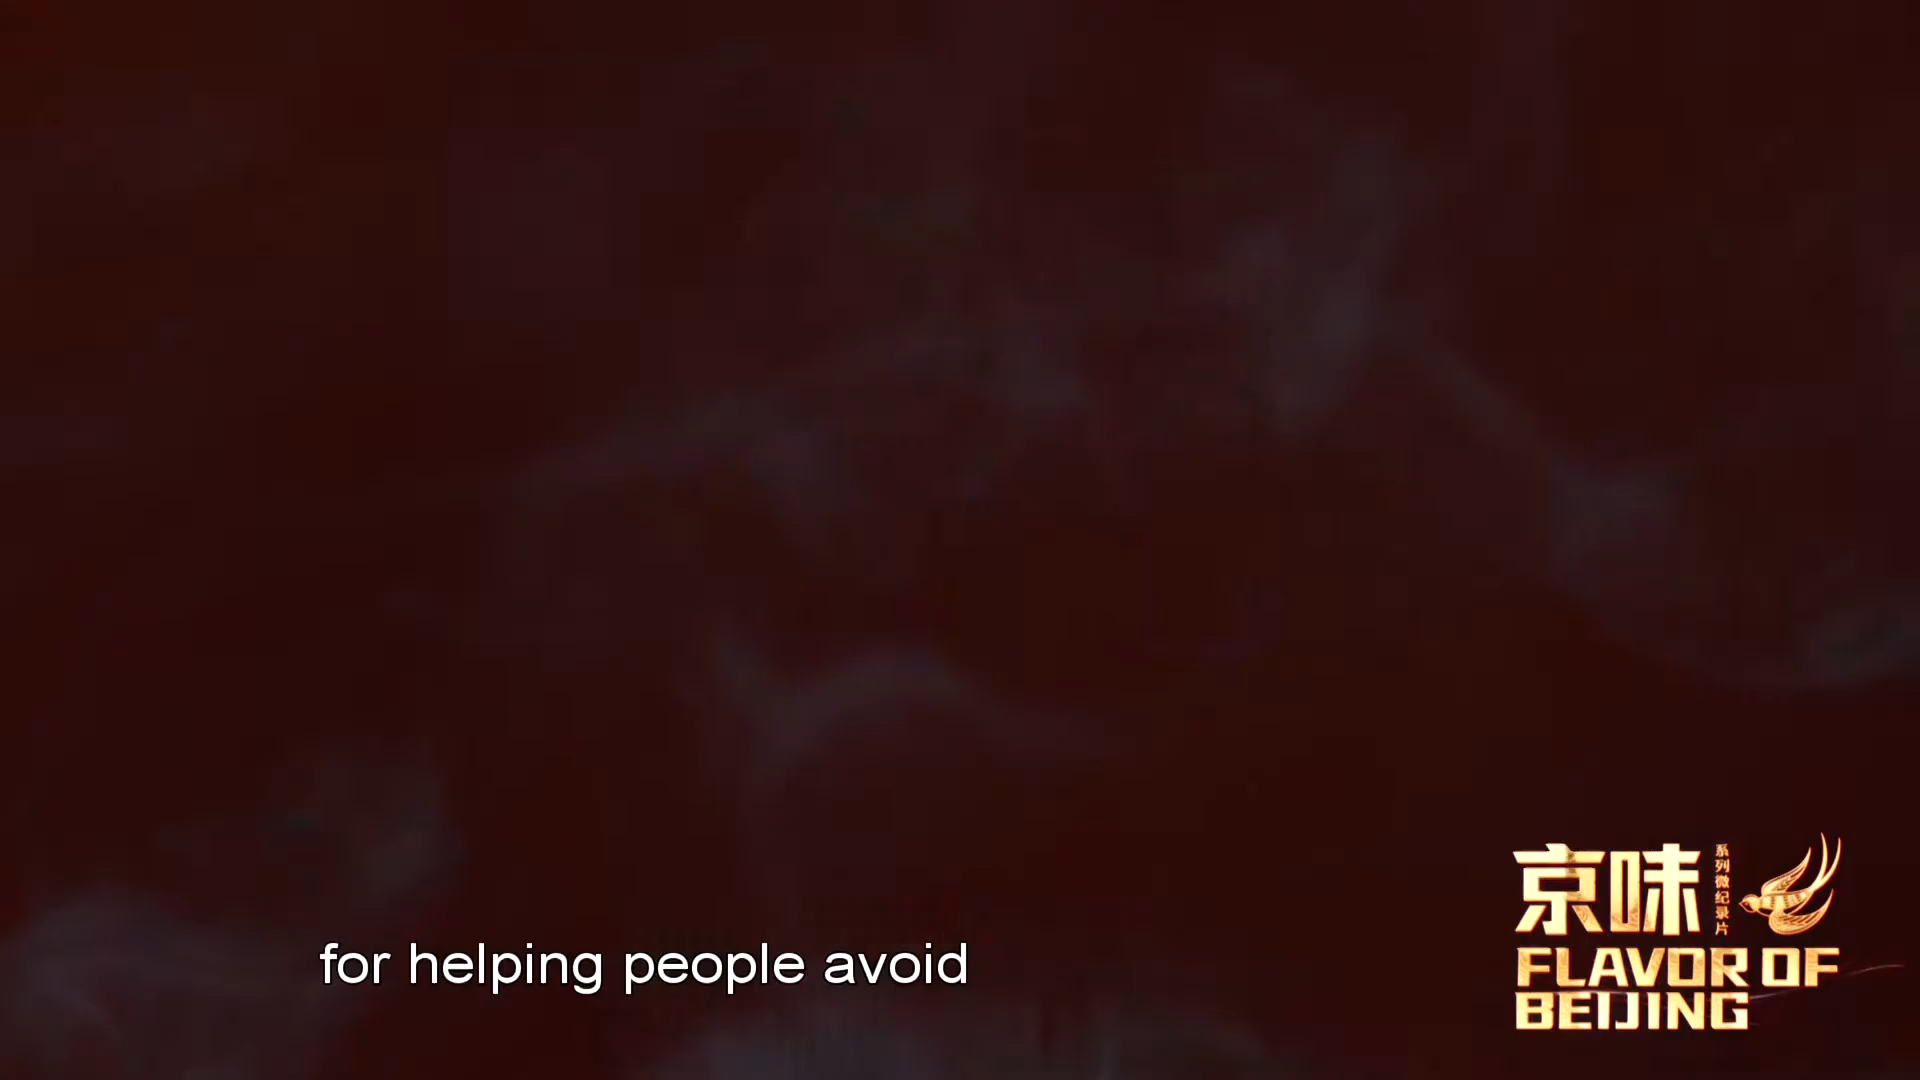 for helping people avoid
京味
系列微纪录片
FLAVOR OF
BEIJING